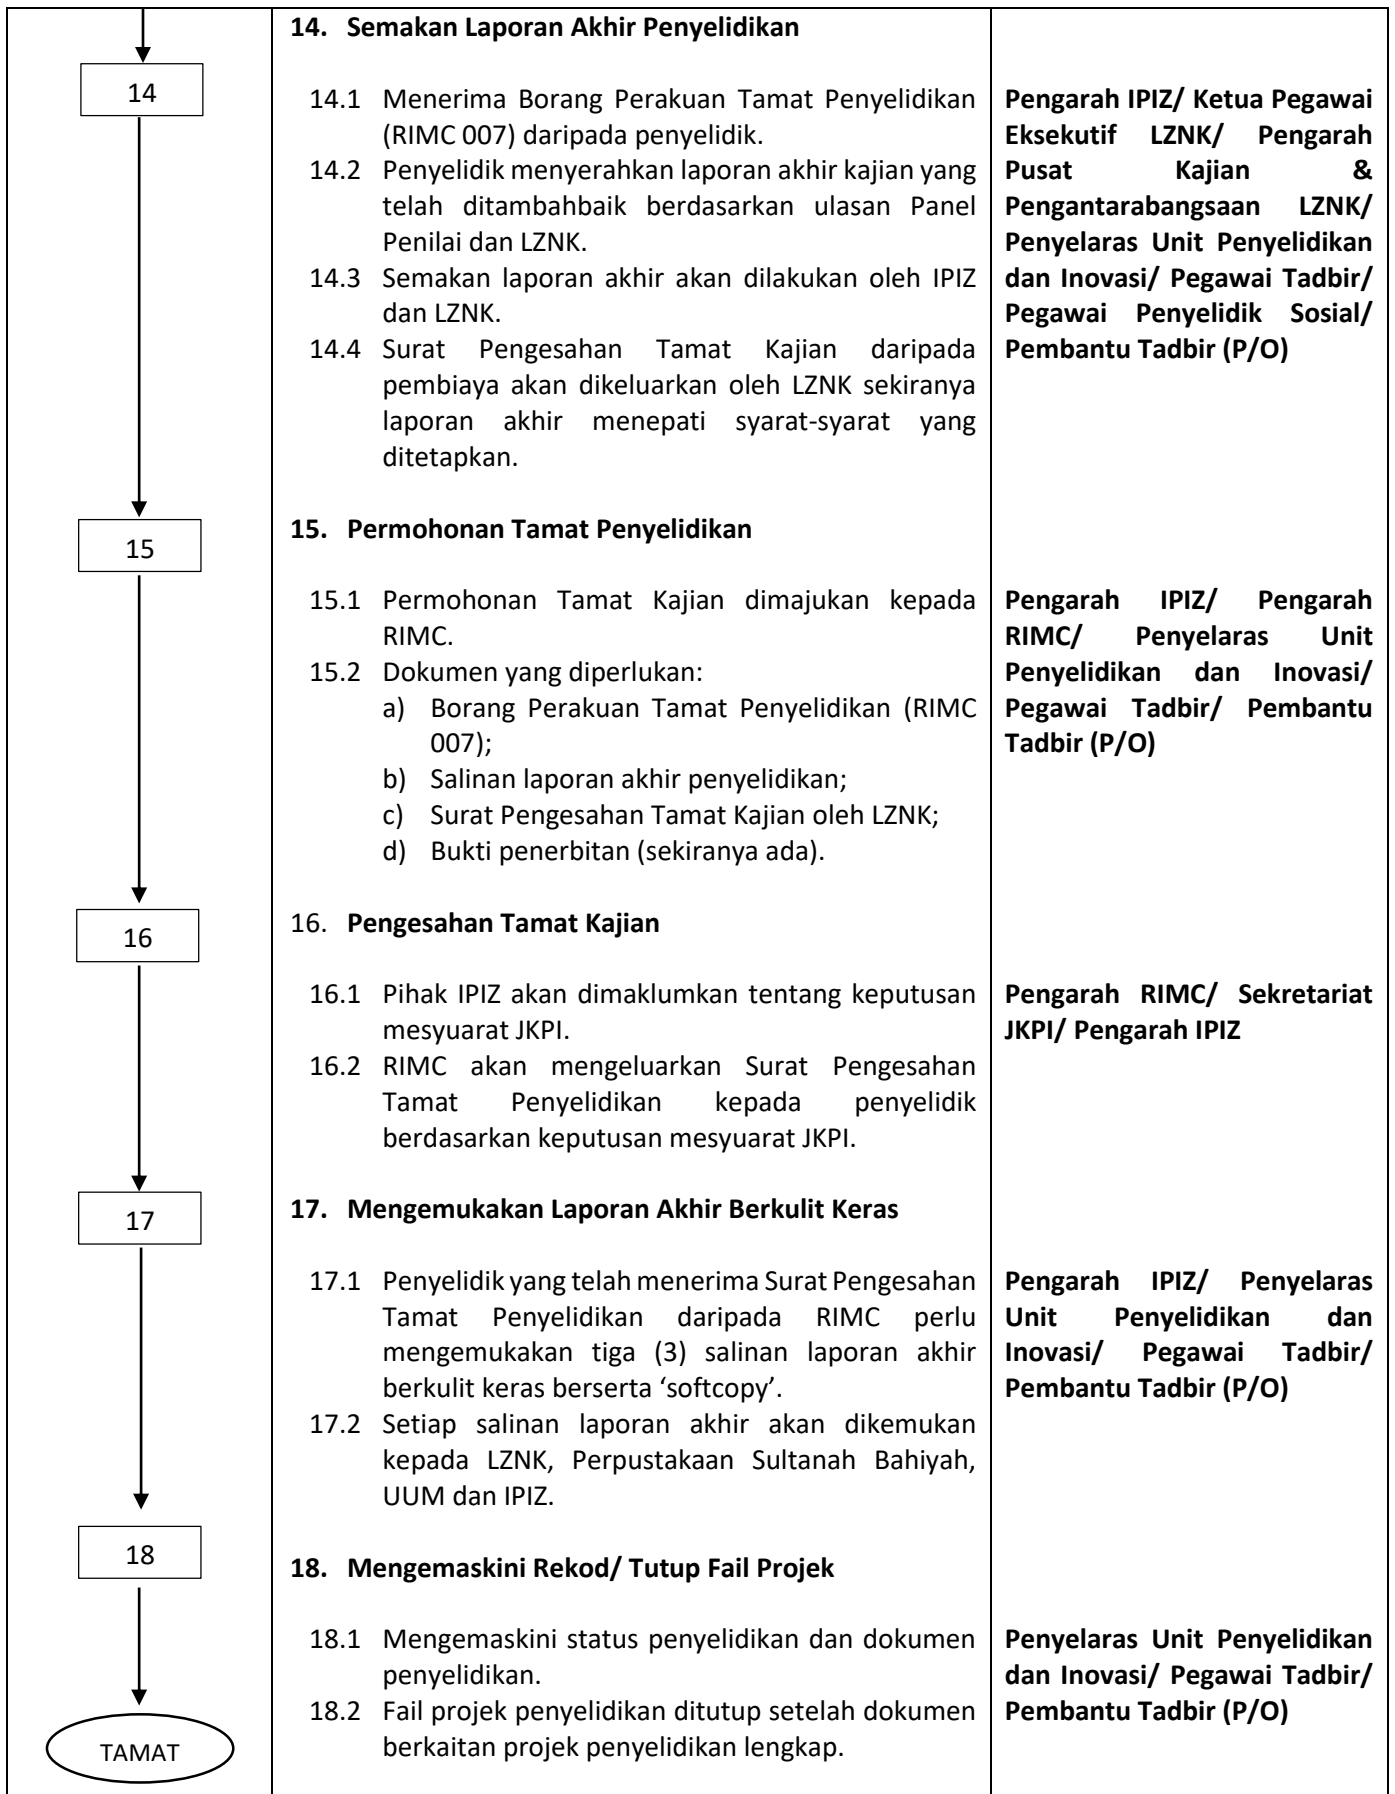 14. Semakan Laporan Akhir Penyelidikan
14
14.1 Menerima Borang Perakuan Tamat Penyelidikan
(RIMC 007) daripada penyelidik.
14.2 Penyelidik menyerahkan laporan akhir kajian yang
telah ditambahbaik berdasarkan ulasan Panel
Penilai dan LZNK.
14.3 Semakan laporan akhir akan dilakukan oleh IPIZ
dan LZNK.
14.4 Surat Pengesahan Tamat Kajian daripada
pembiaya akan dikeluarkan oleh LZNK sekiranya
laporan akhir menepati syarat-syarat yang
ditetapkan.
Pengarah IPIZ/ Ketua Pegawai
Eksekutif LZNK/ Pengarah
Pusat Kajian &
Pengantarabangsaan LZNK/
Penyelaras Unit Penyelidikan
dan Inovasi/ Pegawai Tadbir/
Pegawai Penyelidik Sosial/
Pembantu Tadbir (P/O)
15. Permohonan Tamat Penyelidikan
15
15.1 Permohonan Tamat Kajian dimajukan kepada
RIMC.
15.2 Dokumen yang diperlukan:
a) Borang Perakuan Tamat Penyelidikan (RIMC
007);
b) Salinan laporan akhir penyelidikan;
c) Surat Pengesahan Tamat Kajian oleh LZNK;
d) Bukti penerbitan (sekiranya ada).
Pengarah IPIZ/ Pengarah
RIMC/ Penyelaras Unit
Penyelidikan dan Inovasi/
Pegawai Tadbir/ Pembantu
Tadbir (P/O)
16. Pengesahan Tamat Kajian
16
16.1 Pihak IPIZ akan dimaklumkan tentang keputusan
mesyuarat JKPI.
16.2 RIMC akan mengeluarkan Surat Pengesahan
Tamat Penyelidikan kepada penyelidik
berdasarkan keputusan mesyuarat JKPI.
Pengarah RIMC/ Sekretariat
JKPI/ Pengarah IPIZ
17. Mengemukakan Laporan Akhir Berkulit Keras
17
17.1 Penyelidik yang telah menerima Surat Pengesahan
Tamat Penyelidikan daripada RIMC perlu
mengemukakan tiga (3) salinan laporan akhir
berkulit keras berserta ‘softcopy’.
17.2 Setiap salinan laporan akhir akan dikemukan
kepada LZNK, Perpustakaan Sultanah Bahiyah,
UUM dan IPIZ.
Pengarah IPIZ/ Penyelaras
Unit Penyelidikan dan
Inovasi/ Pegawai Tadbir/
Pembantu Tadbir (P/O)
18
18. Mengemaskini Rekod/ Tutup Fail Projek
18.1 Mengemaskini status penyelidikan dan dokumen
penyelidikan.
18.2 Fail projek penyelidikan ditutup setelah dokumen
berkaitan projek penyelidikan lengkap.
Penyelaras Unit Penyelidikan
dan Inovasi/ Pegawai Tadbir/
Pembantu Tadbir (P/O)
TAMAT